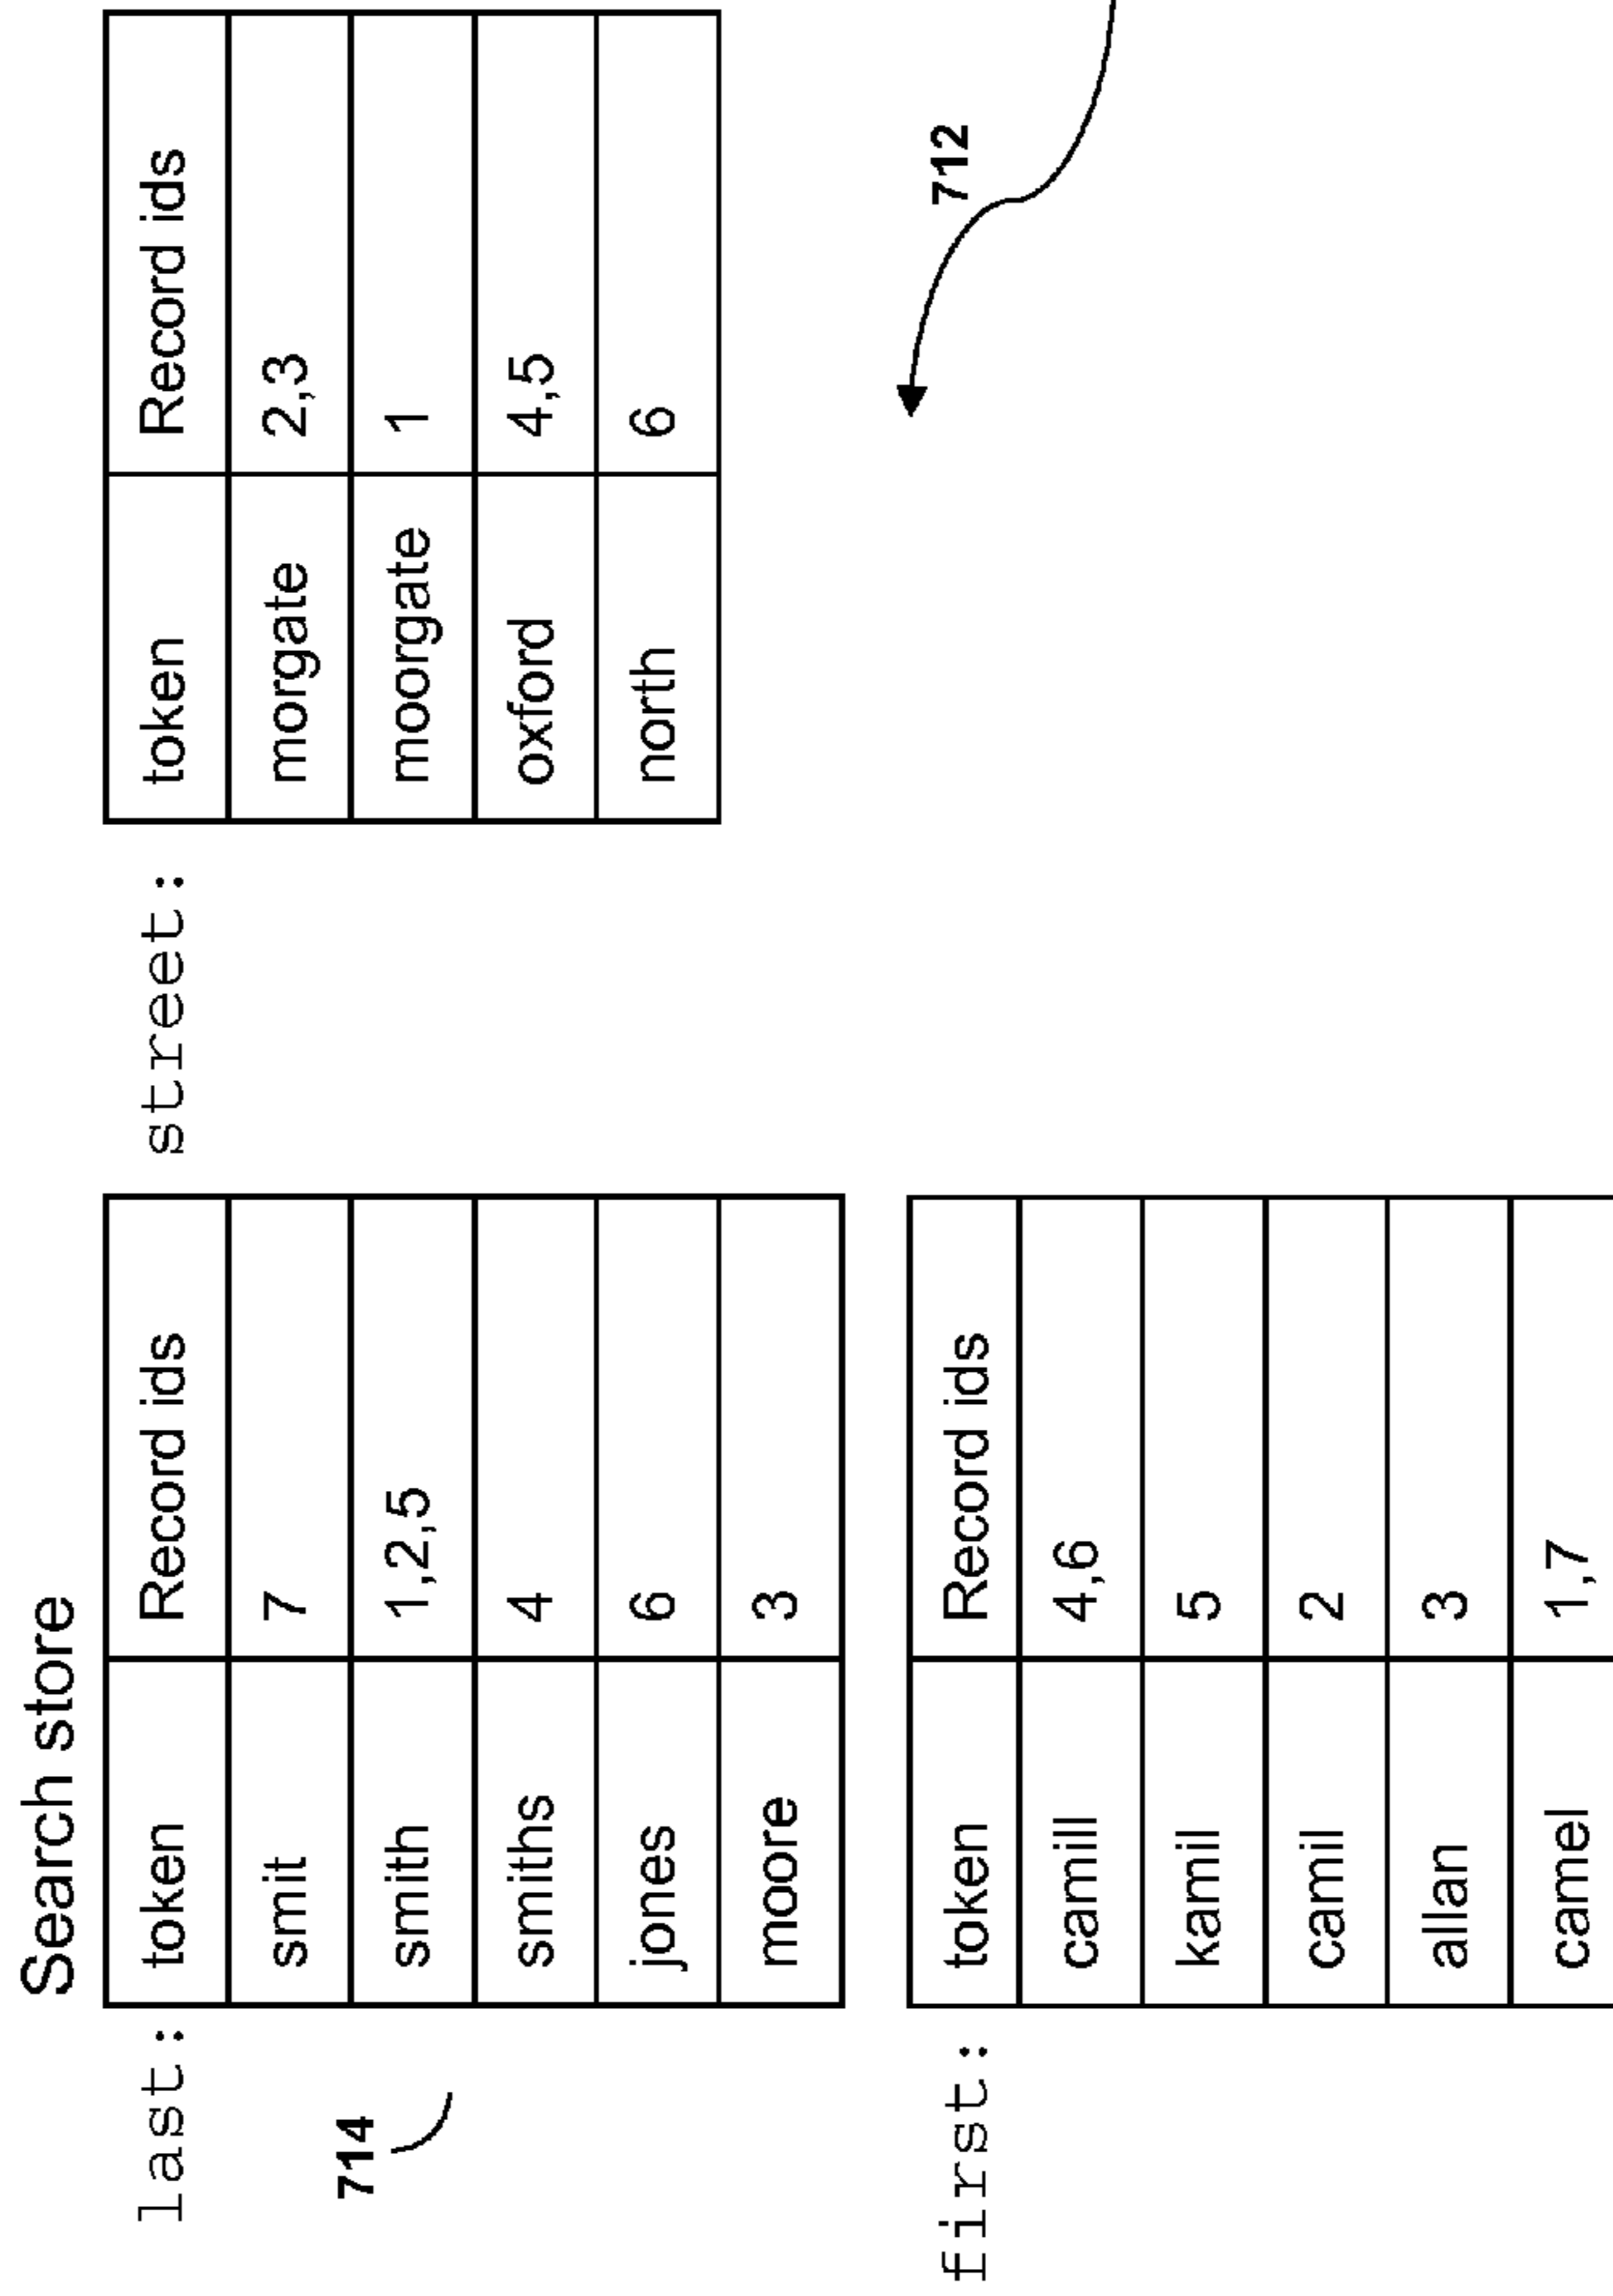 Search store
last:
token Record ids
smit 7
smith 1,2,5
smiths 4
jones 6
moore 3
714
street:
token Record ids
morgate 2,3
moorgate 1
oxford 4,5
north 6
712
first:
token Record ids
camill 4,6
kamil 5
camil 2
allan 3
camel 1,7